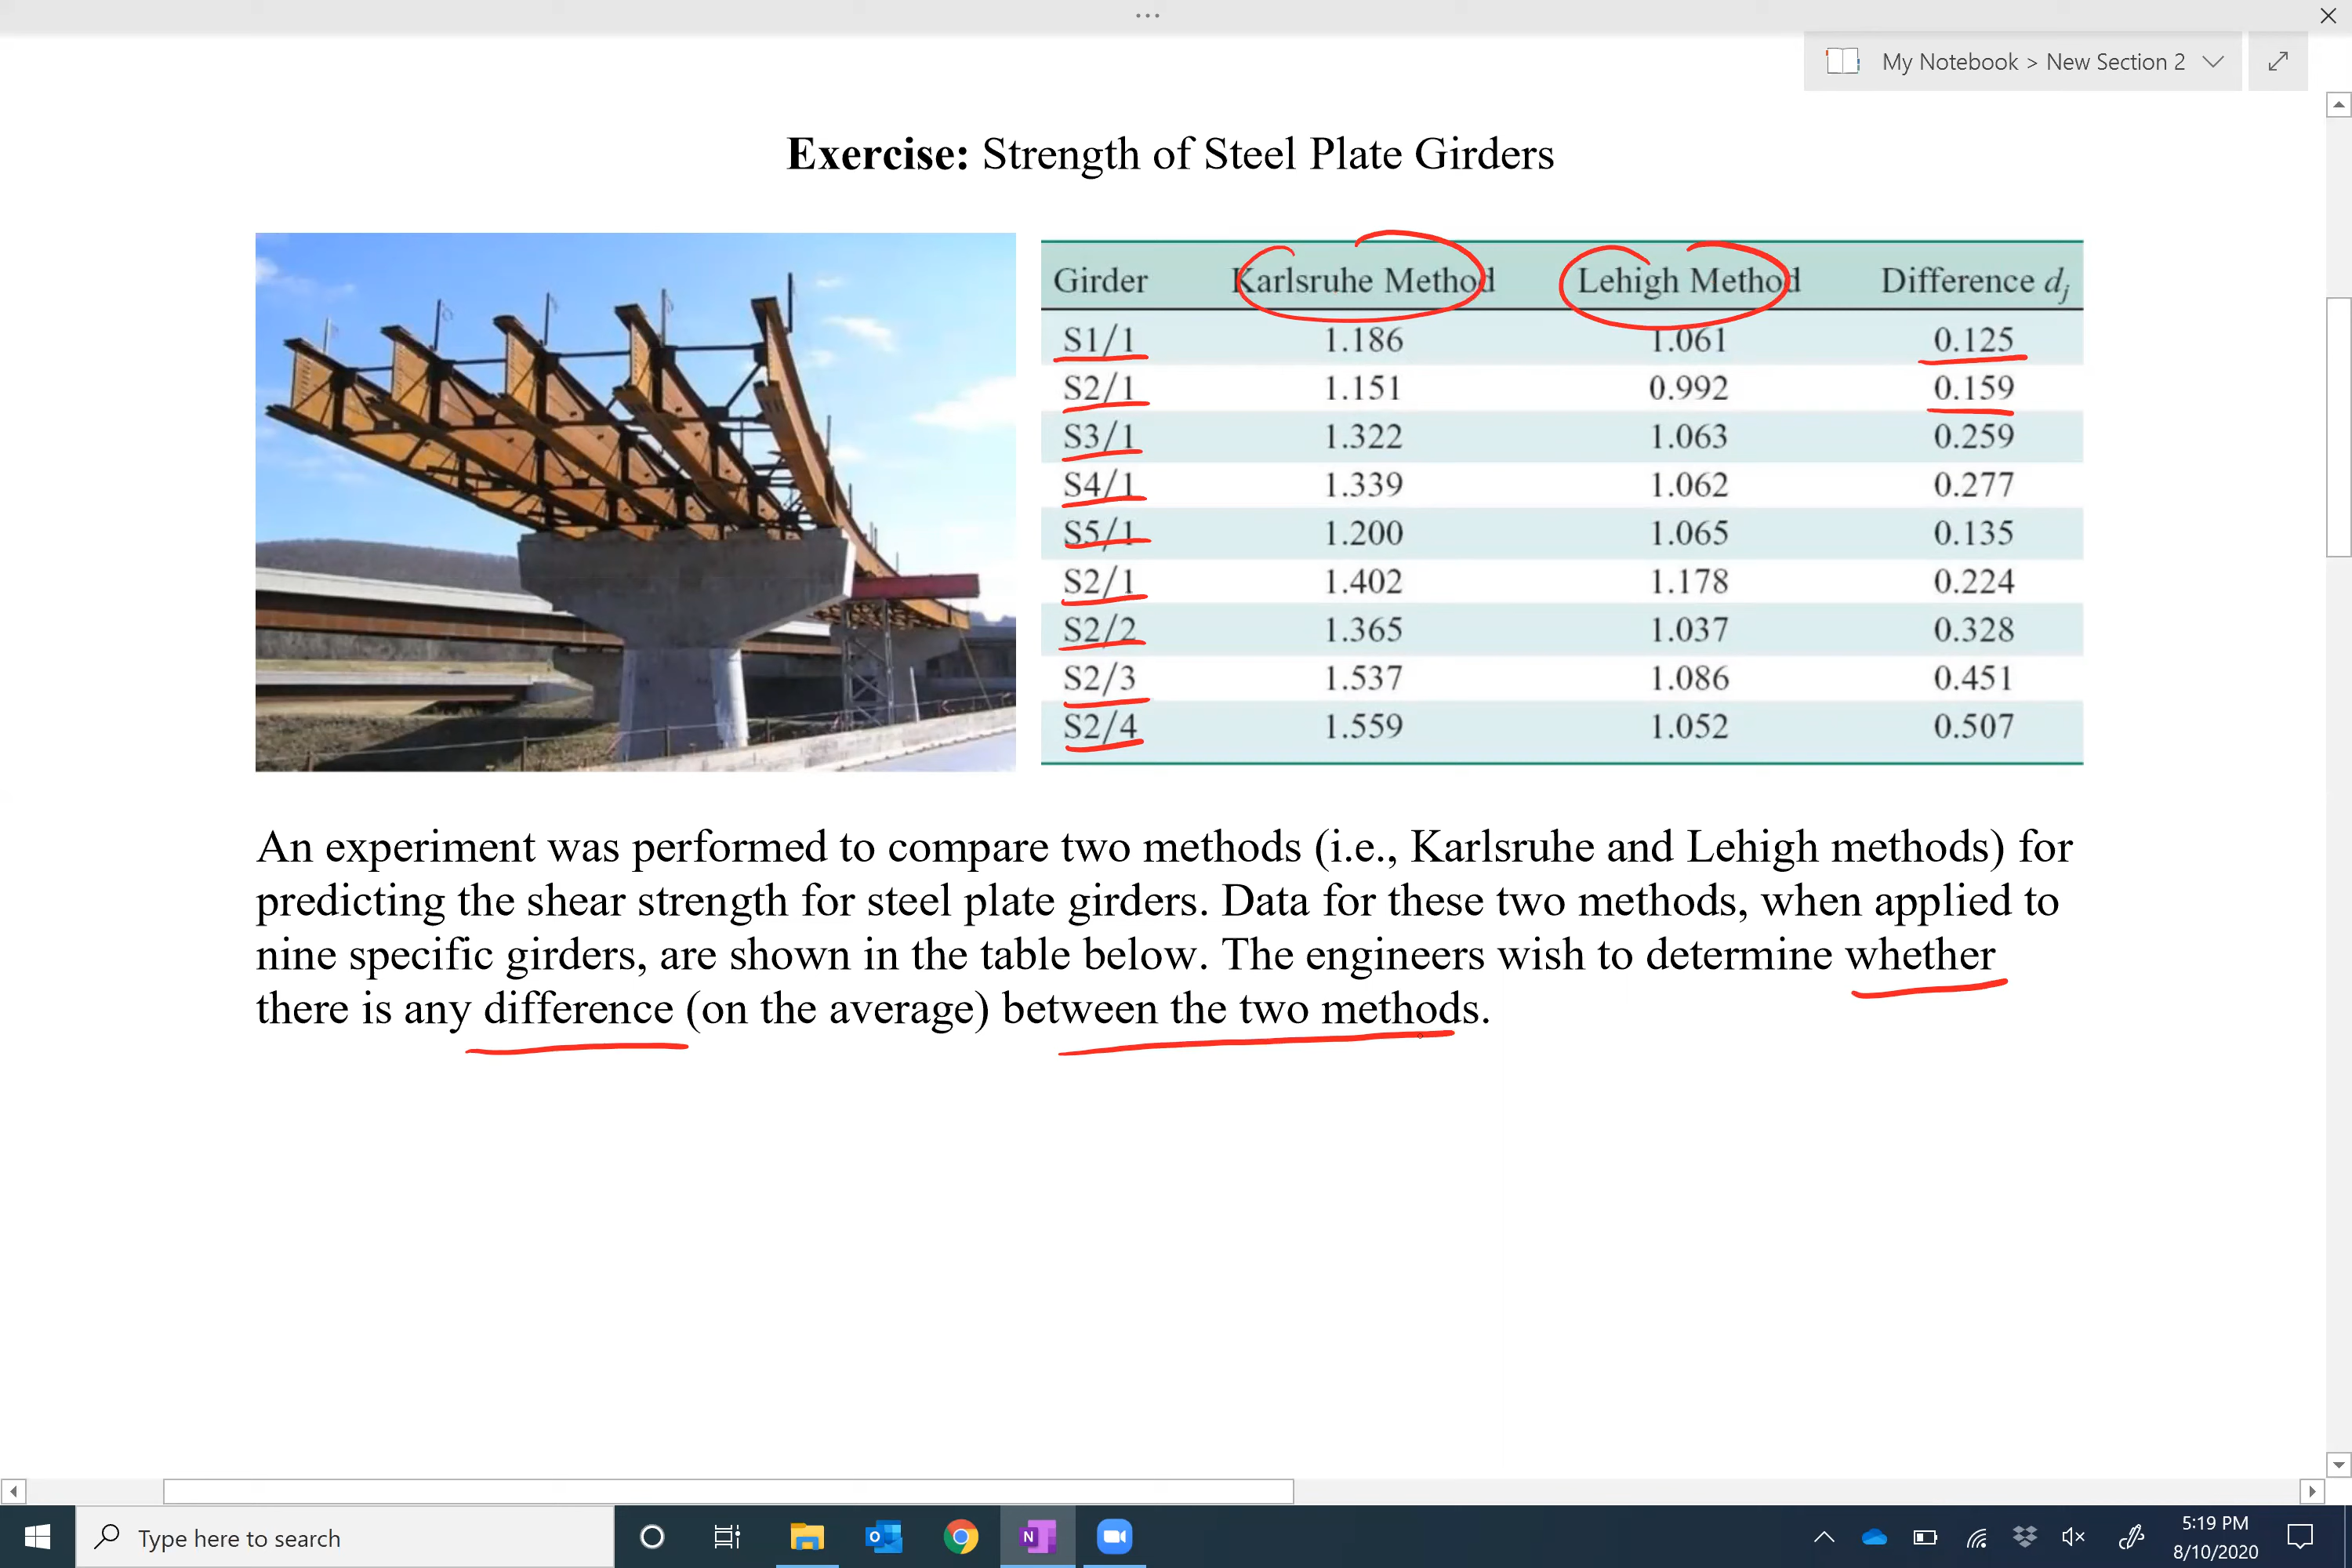 My Notebook > New Section 2
Exercise: Strength of Steel Plate Girders
Girder Karlsruhe Method Lehigh Method Difference dj
S1/1 1.186 1.061 0.125
S2/1 1.151 0.992 0.159
S3/1 1.322 1.063 0.259
S4/1 1.339 1.062 0.277
S5/1 1.200 1.065 0.135
S2/1 1.402 1.178 0.224
S2/2 1.365 1.037 0.328
S2/3 1.537 1.086 0.451
S2/4 1.559 1.052 0.507
An experiment was performed to compare two methods (i.e., Karlsruhe and Lehigh methods) for
predicting the shear strength for steel plate girders. Data for these two methods, when applied to
nine specific girders, are shown in the table below. The engineers wish to determine whether
there is any difference (on the average) between the two methods.
Type here to search
5:19 PM
8/10/2020